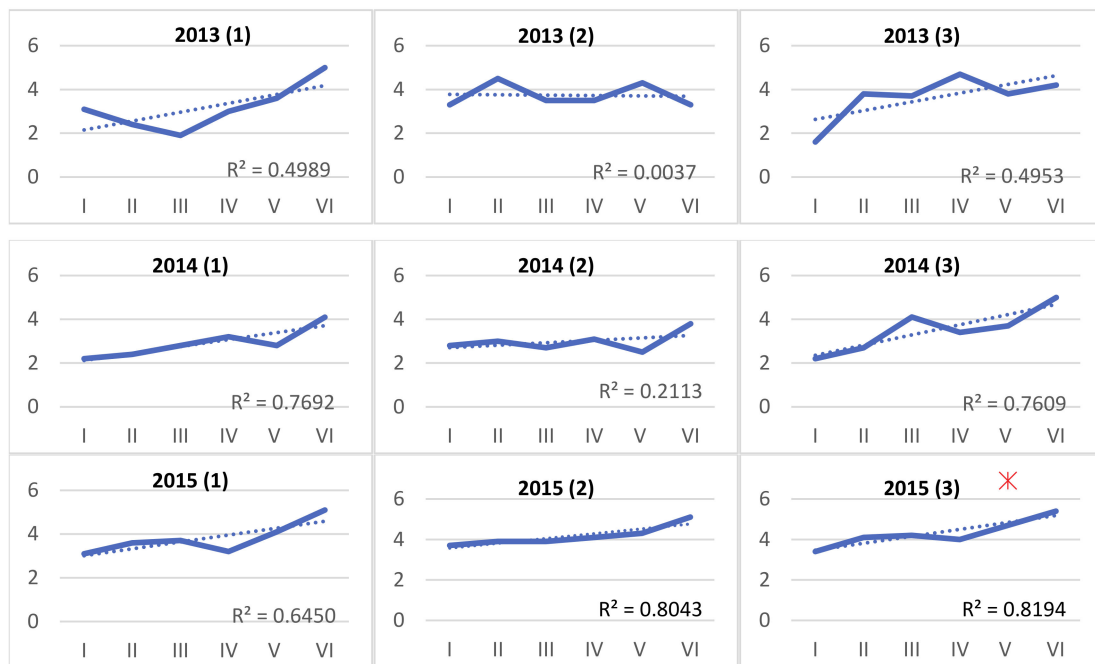 2013 (1)
6
4
2
0
R² = 0.4989
I II III IV V VI
2013 (2)
R² = 0.0037
I II III IV V VI
2013 (3)
6
4
2
0
R² = 0.4953
I II III IV V VI
2014 (1)
6
4
2
0
R² = 0.7692
I II III IV V VI
2014 (2)
6
4
2
0
R² = 0.2113
I II III IV V VI
2014 (3)
6
4
2
0
R² = 0.7609
I II III IV V VI
2015 (1)
6
4
2
0
R² = 0.6450
I II III IV V VI
2015 (2)
6
4
2
0
R² = 0.8043
I II III IV V VI
2015 (3)
6
4
2
0
R² = 0.8194
I II III IV V VI